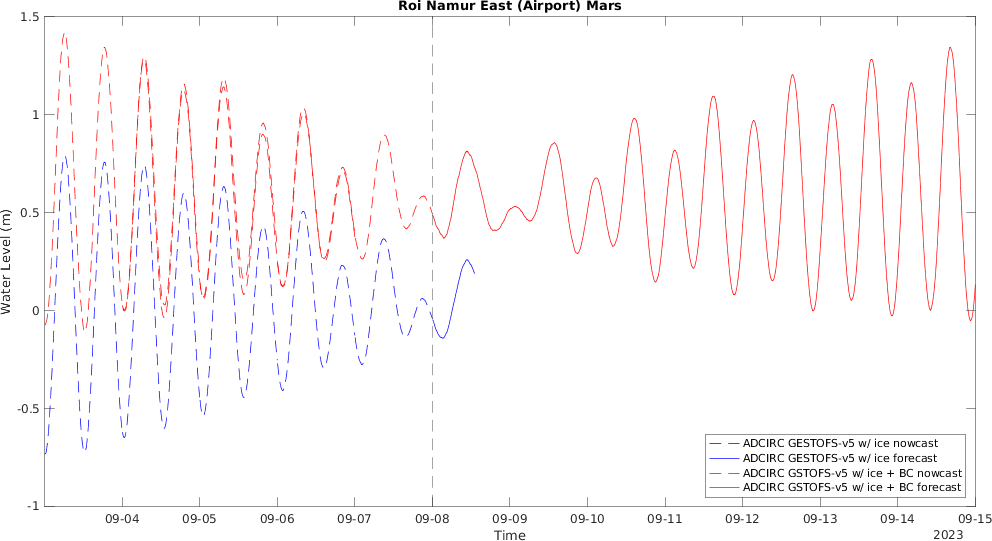 Roi Namur East (Airport) Mars
Water Level (m)
1.5
1
0.5
0
-0.5
-1
09-04 09-05 09-06 09-07 09-08 09-09 09-10 09-11 09-12 09-13 09-14 09-15
Time
2023
ADCIRC GESTOFS-v5 w/ ice nowcast
ADCIRC GESTOFS-v5 w/ ice forecast
ADCIRC GSTOFS-v5 w/ ice + BC nowcast
ADCIRC GSTOFS-v5 w/ ice + BC forecast